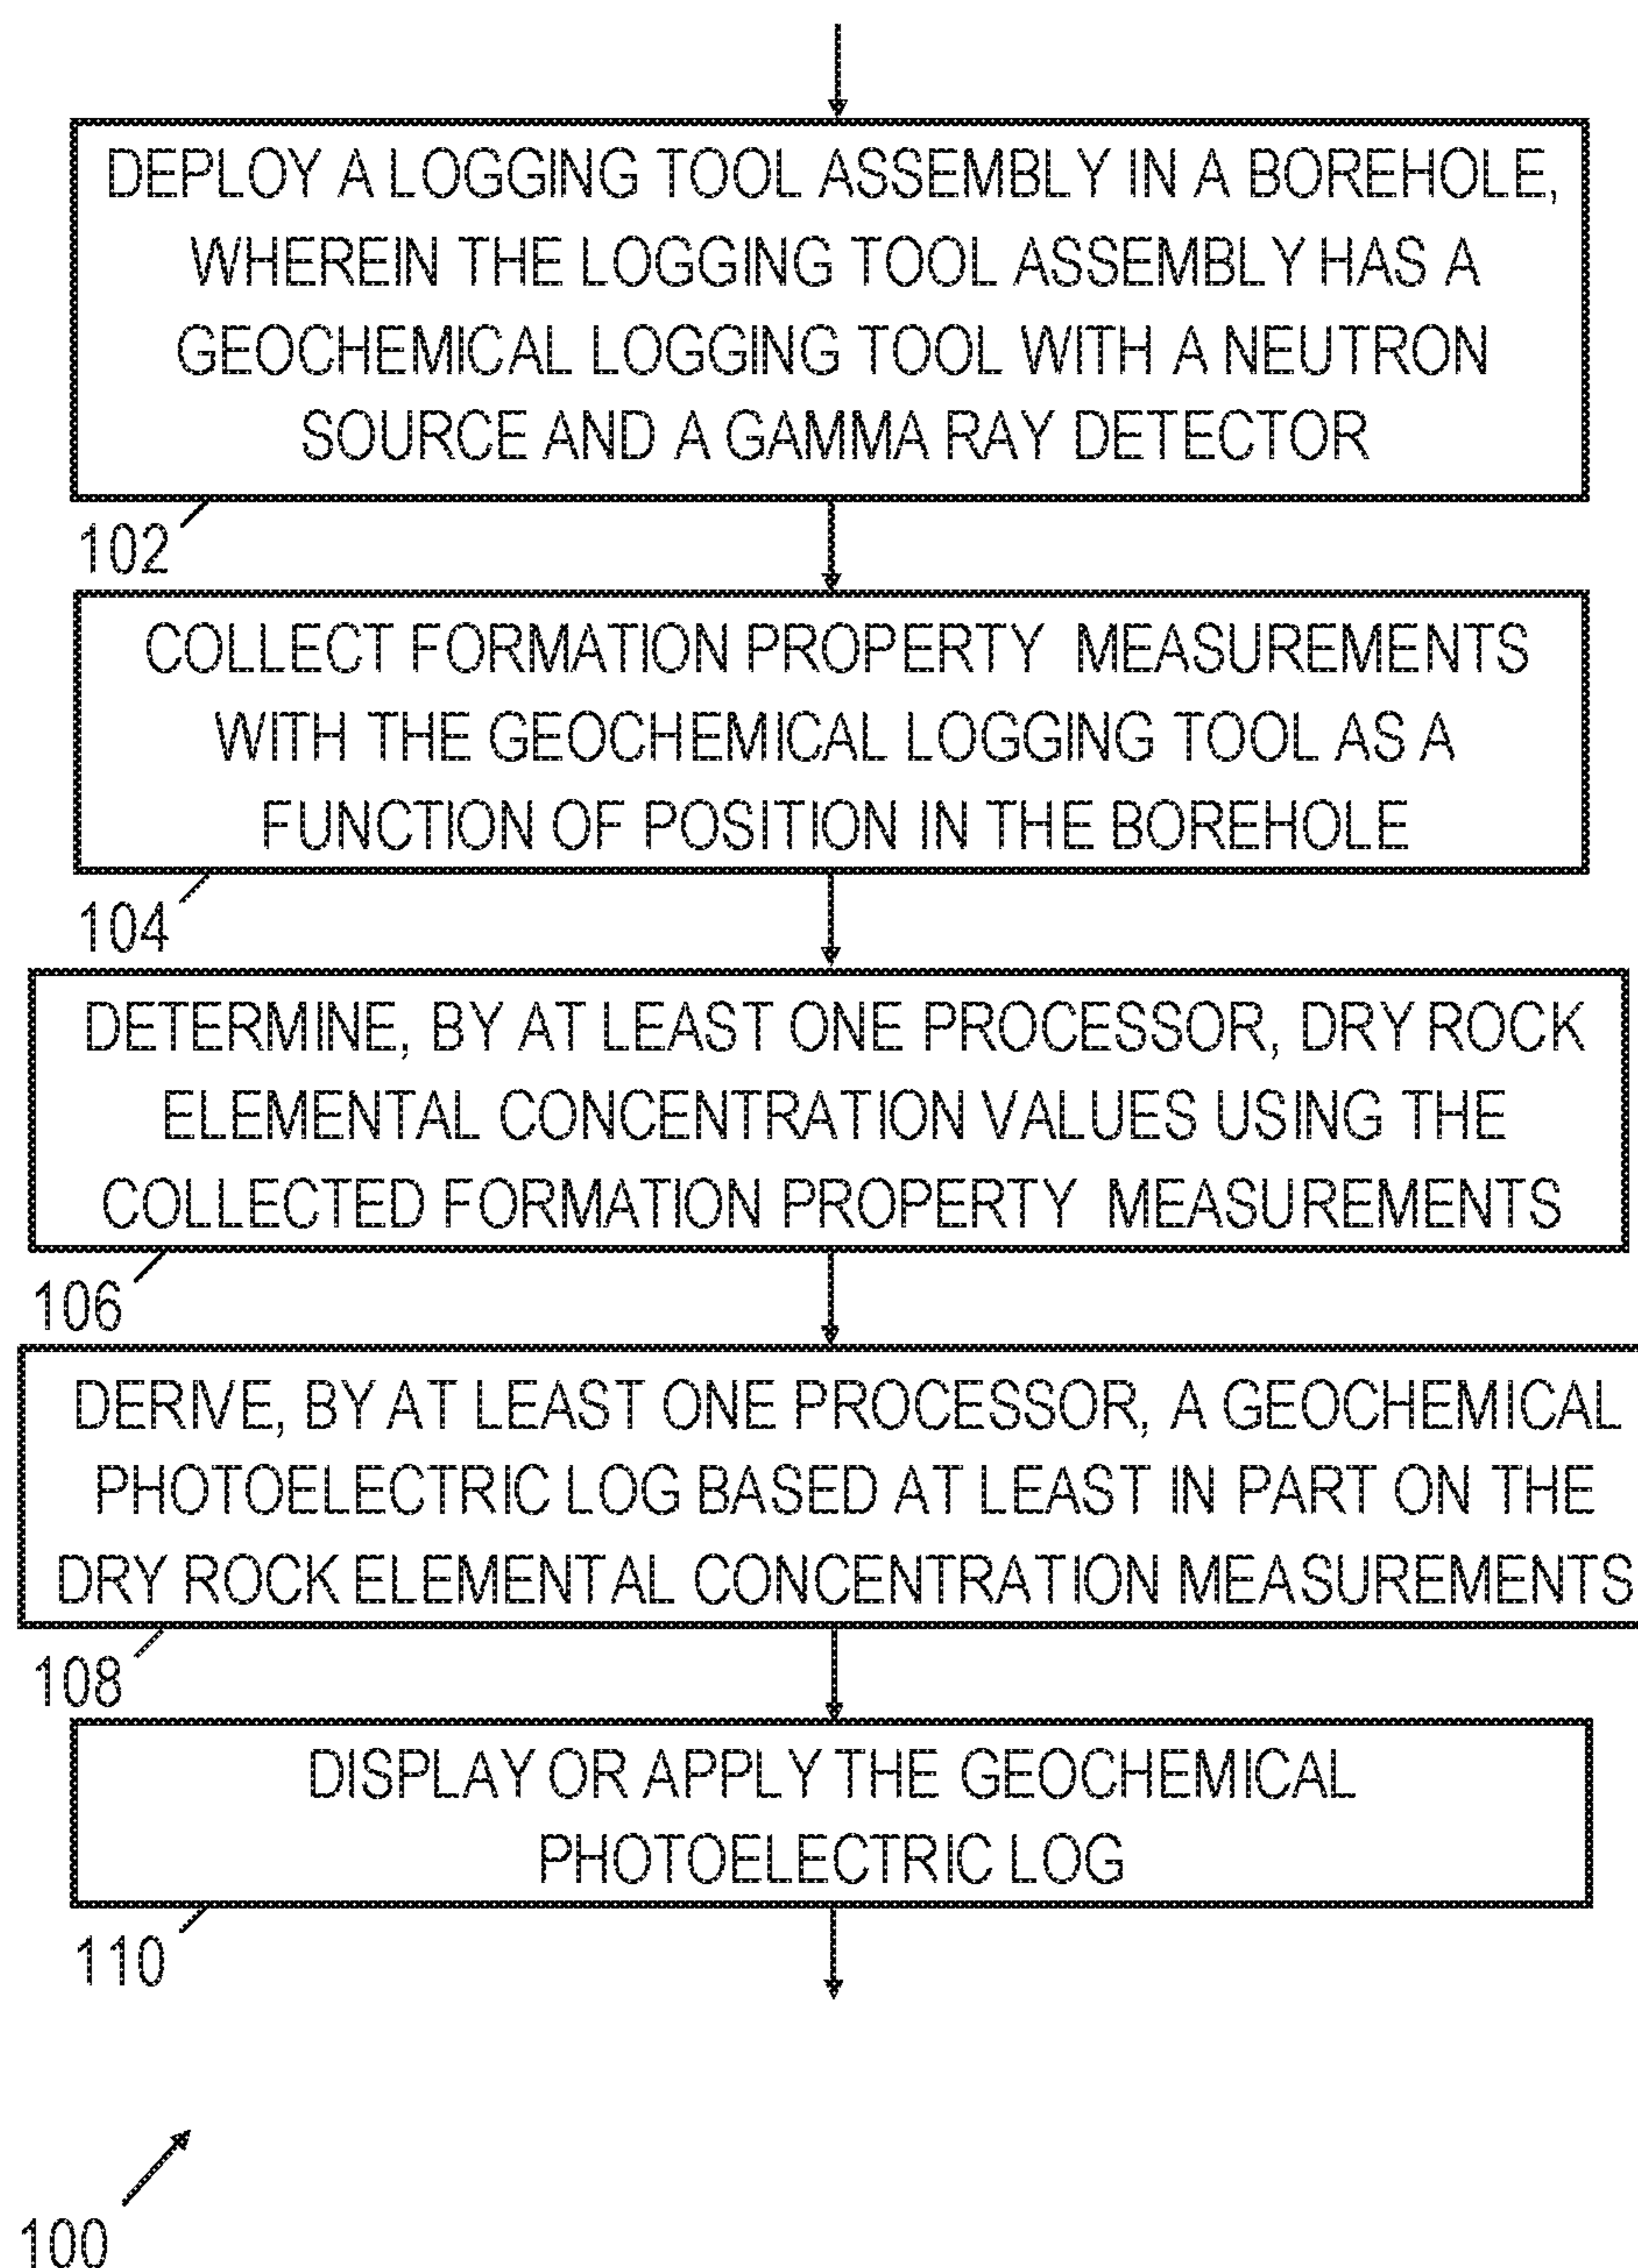 DEPLOY A LOGGING TOOL ASSEMBLY IN A BOREHOLE,
WHEREIN THE LOGGING TOOL ASSEMBLY HAS A
GEOCHEMICAL LOGGING TOOL WITH A NEUTRON
SOURCE AND A GAMMA RAY DETECTOR
102
COLLECT FORMATION PROPERTY MEASUREMENTS
WITH THE GEOCHEMICAL LOGGING TOOL AS A
FUNCTION OF POSITION IN THE BOREHOLE
104
DETERMINE, BY AT LEAST ONE PROCESSOR, DRY ROCK
ELEMENTAL CONCENTRATION VALUES USING THE
COLLECTED FORMATION PROPERTY MEASUREMENTS
106
DERIVE, BY AT LEAST ONE PROCESSOR, A GEOCHEMICAL
PHOTOELECTRIC LOG BASED AT LEAST IN PART ON THE
DRY ROCK ELEMENTAL CONCENTRATION MEASUREMENTS
108
DISPLAY OR APPLY THE GEOCHEMICAL
PHOTOELECTRIC LOG
110
100